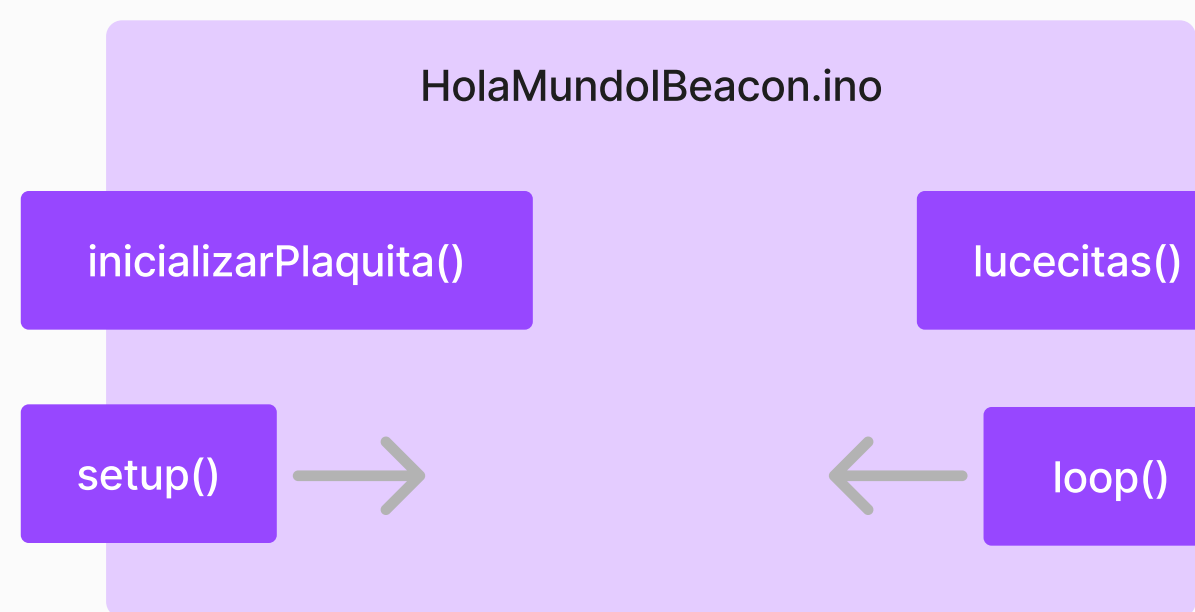 HolaMundoIBeacon.ino
inicializarPlaquita()
lucecitas()
setup()
loop()